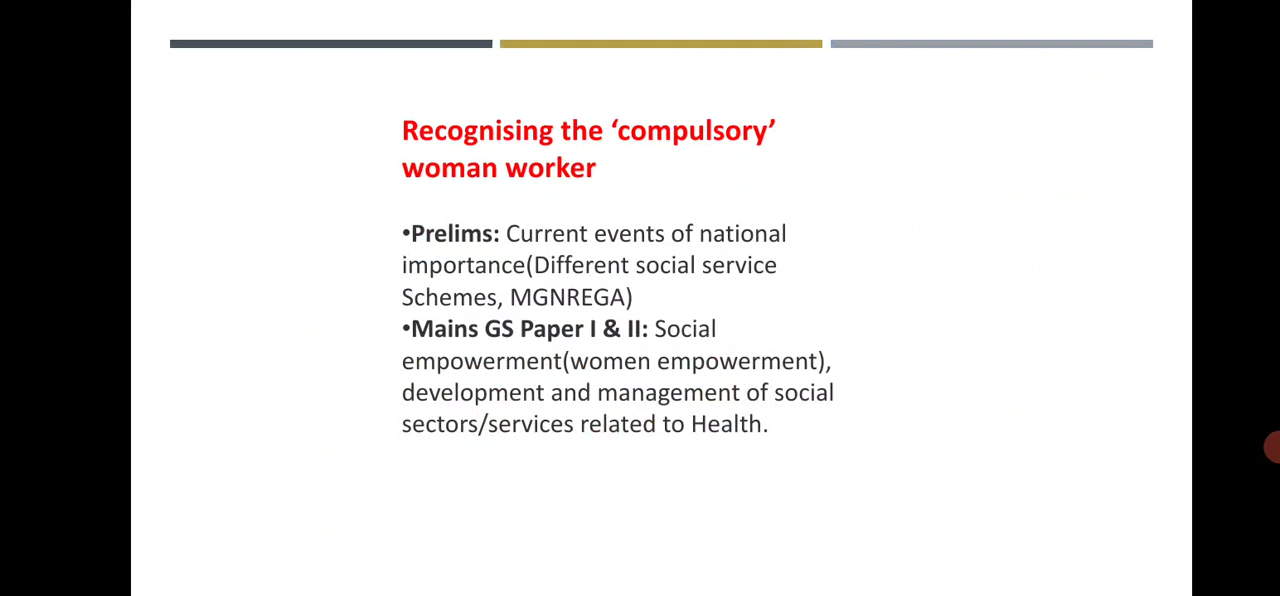 Recognising the ‘compulsory’
woman worker
•Prelims: Current events of national
importance(Different social service
Schemes, MGNREGA)
•Mains GS Paper I & II: Social
empowerment(women empowerment),
development and management of social
sectors/services related to Health.